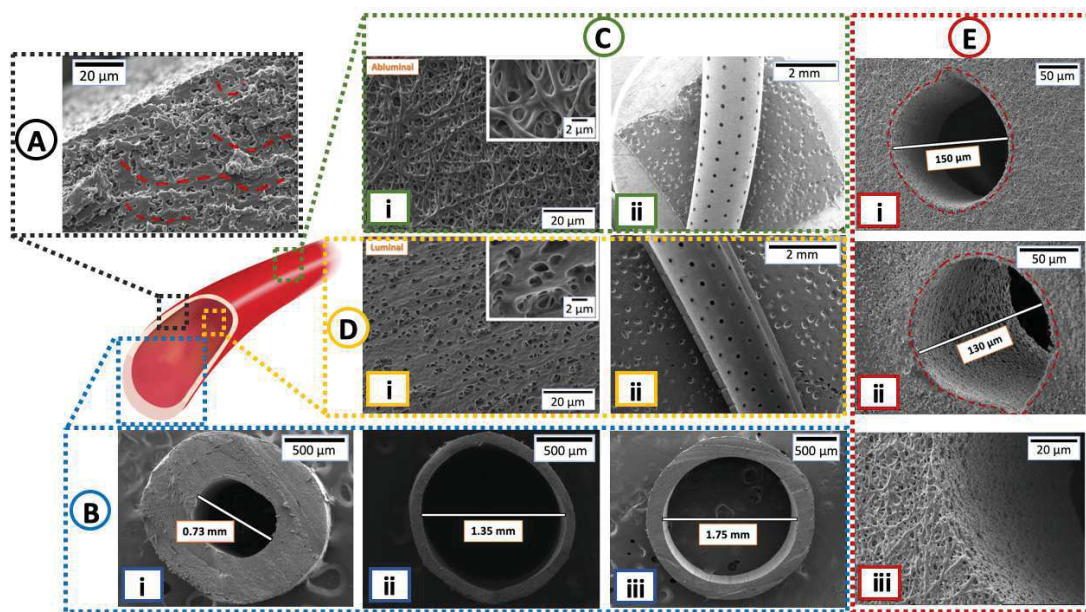 C
E
20 µm
Abluminal
2 µm
2 mm
50 µm
A
150 µm
i
20 µm
ii
i
Luminal
2 mm
50 µm
2 µm
D
130 µm
i
20 µm
ii
ii
500 µm
500 µm
500 µm
20 µm
B
0.73 mm
1.35 mm
1.75 mm
i
ii
iii
iii